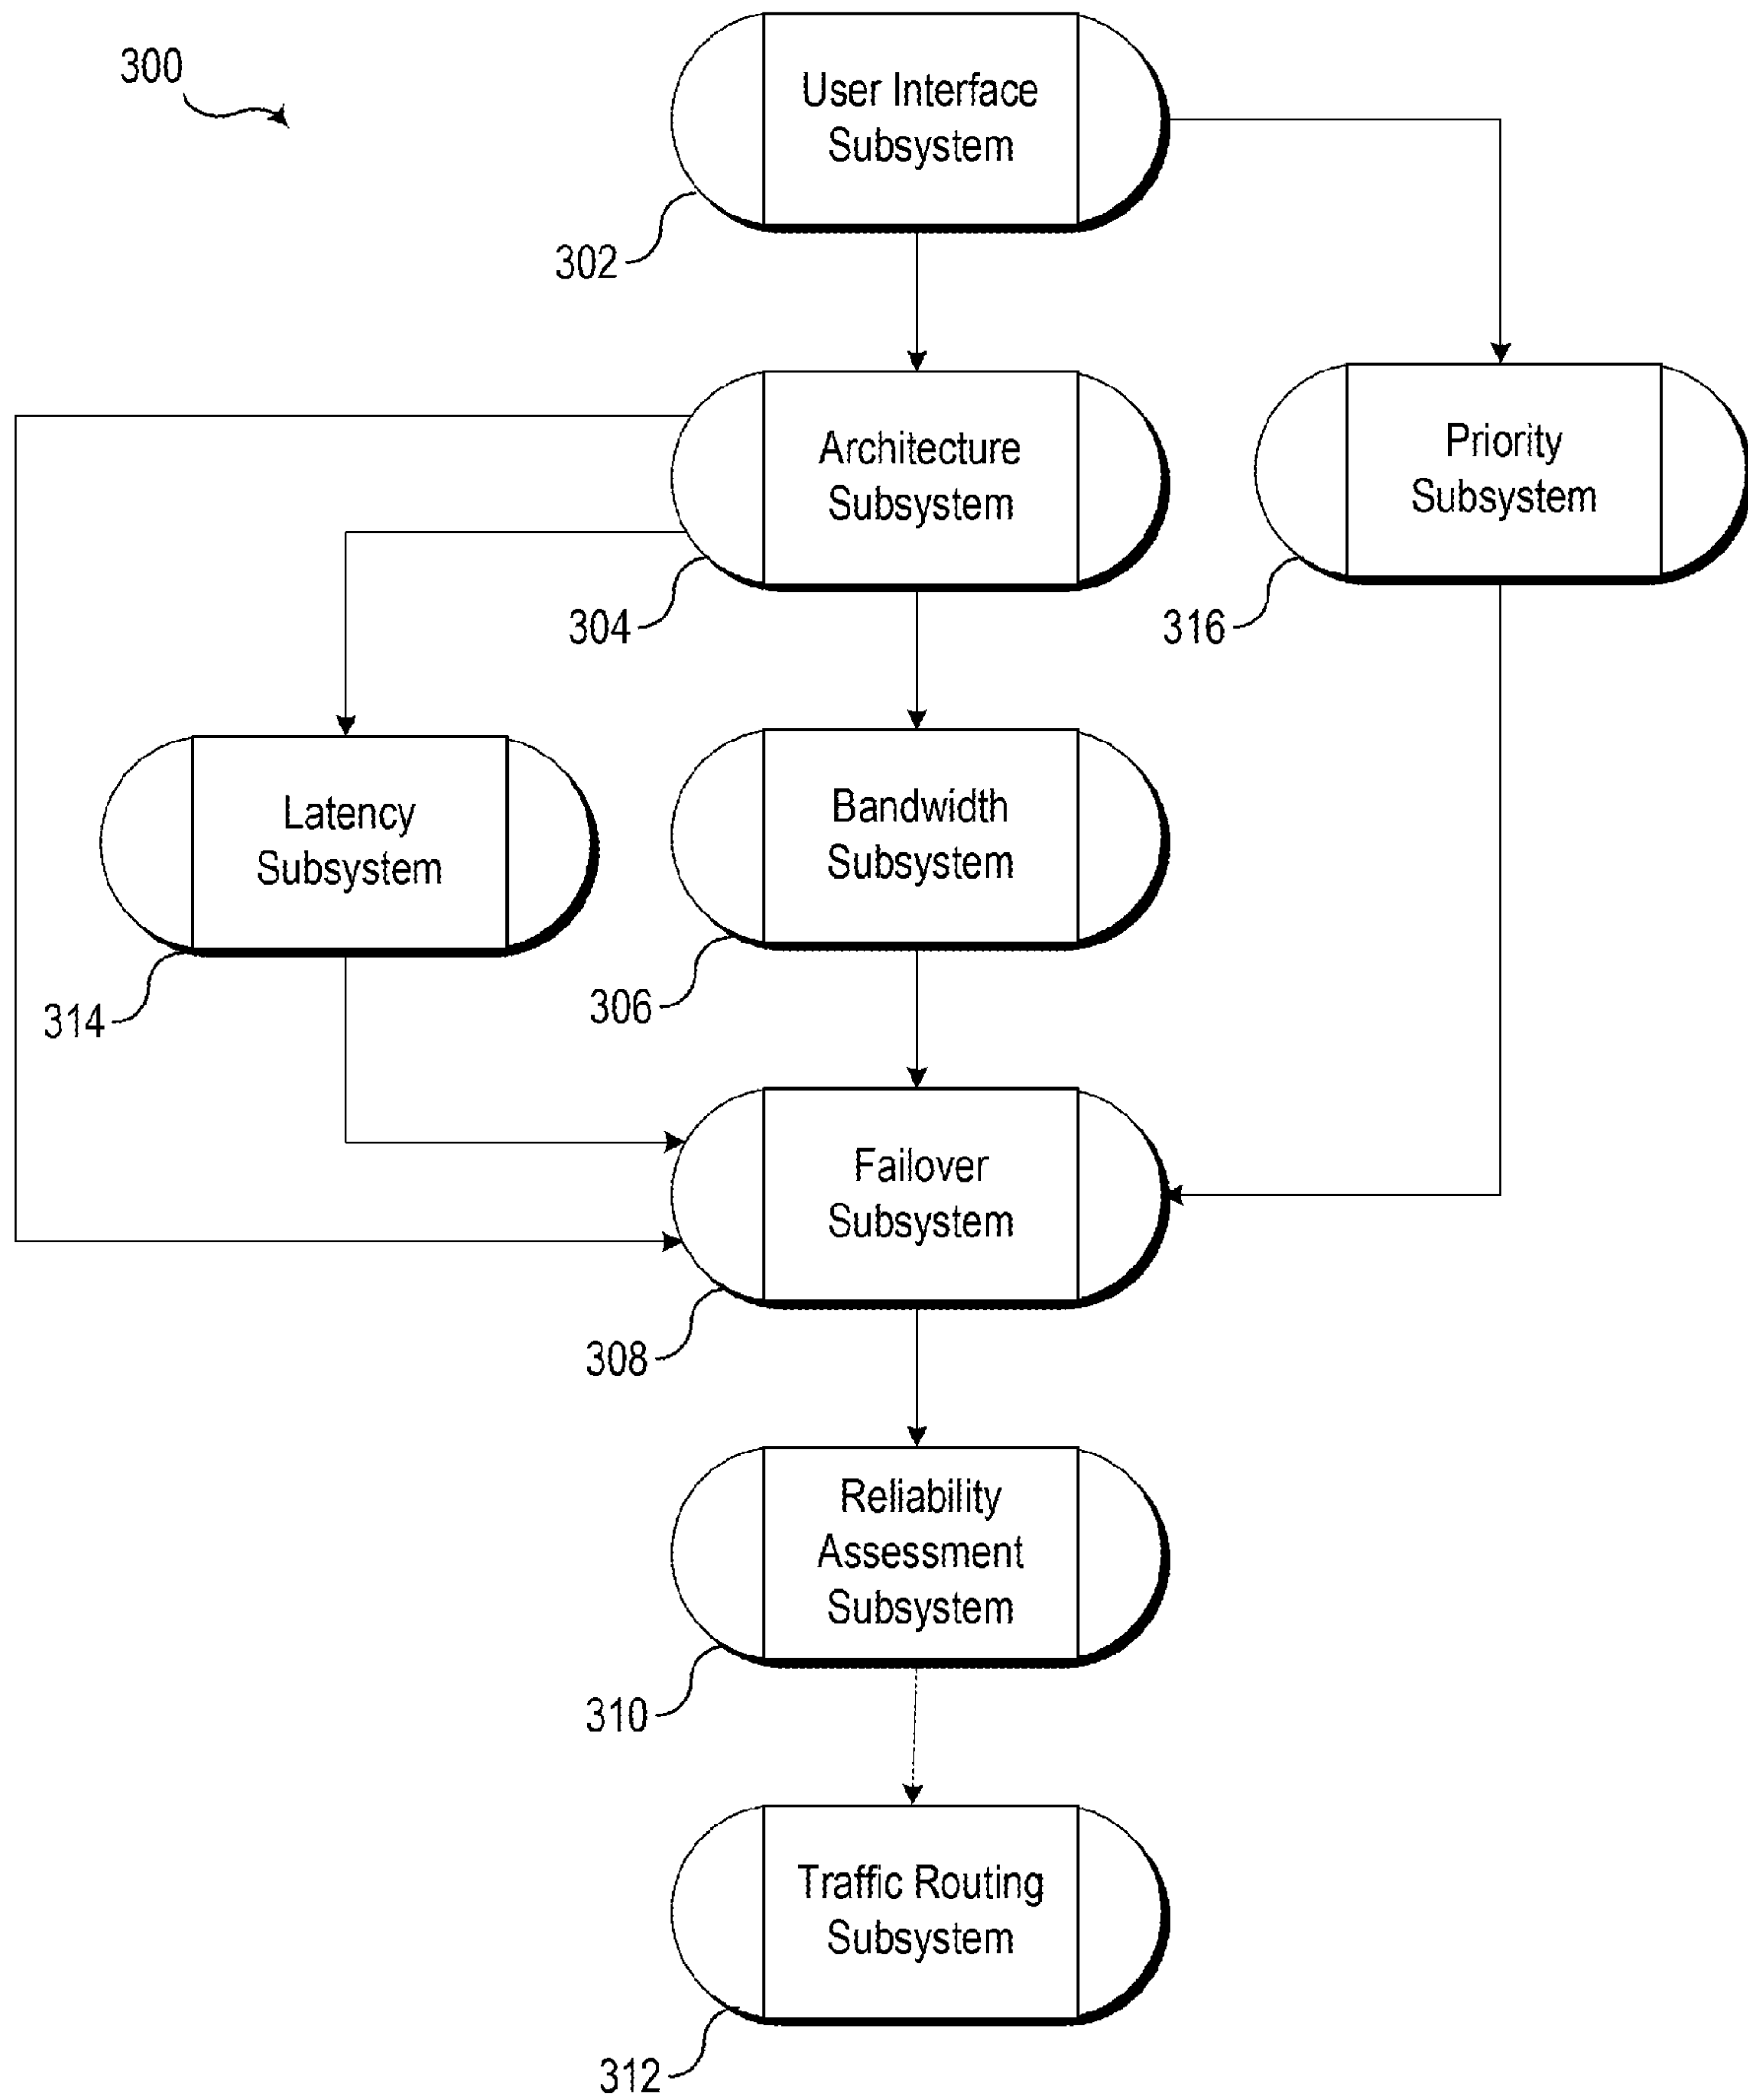 300
User Interface
Subsystem
302
Architecture
Subsystem
304
Priority
Subsystem
316
Latency
Subsystem
314
Bandwidth
Subsystem
306
Failover
Subsystem
308
Reliability
Assessment
Subsystem
310
Traffic Routing
Subsystem
312